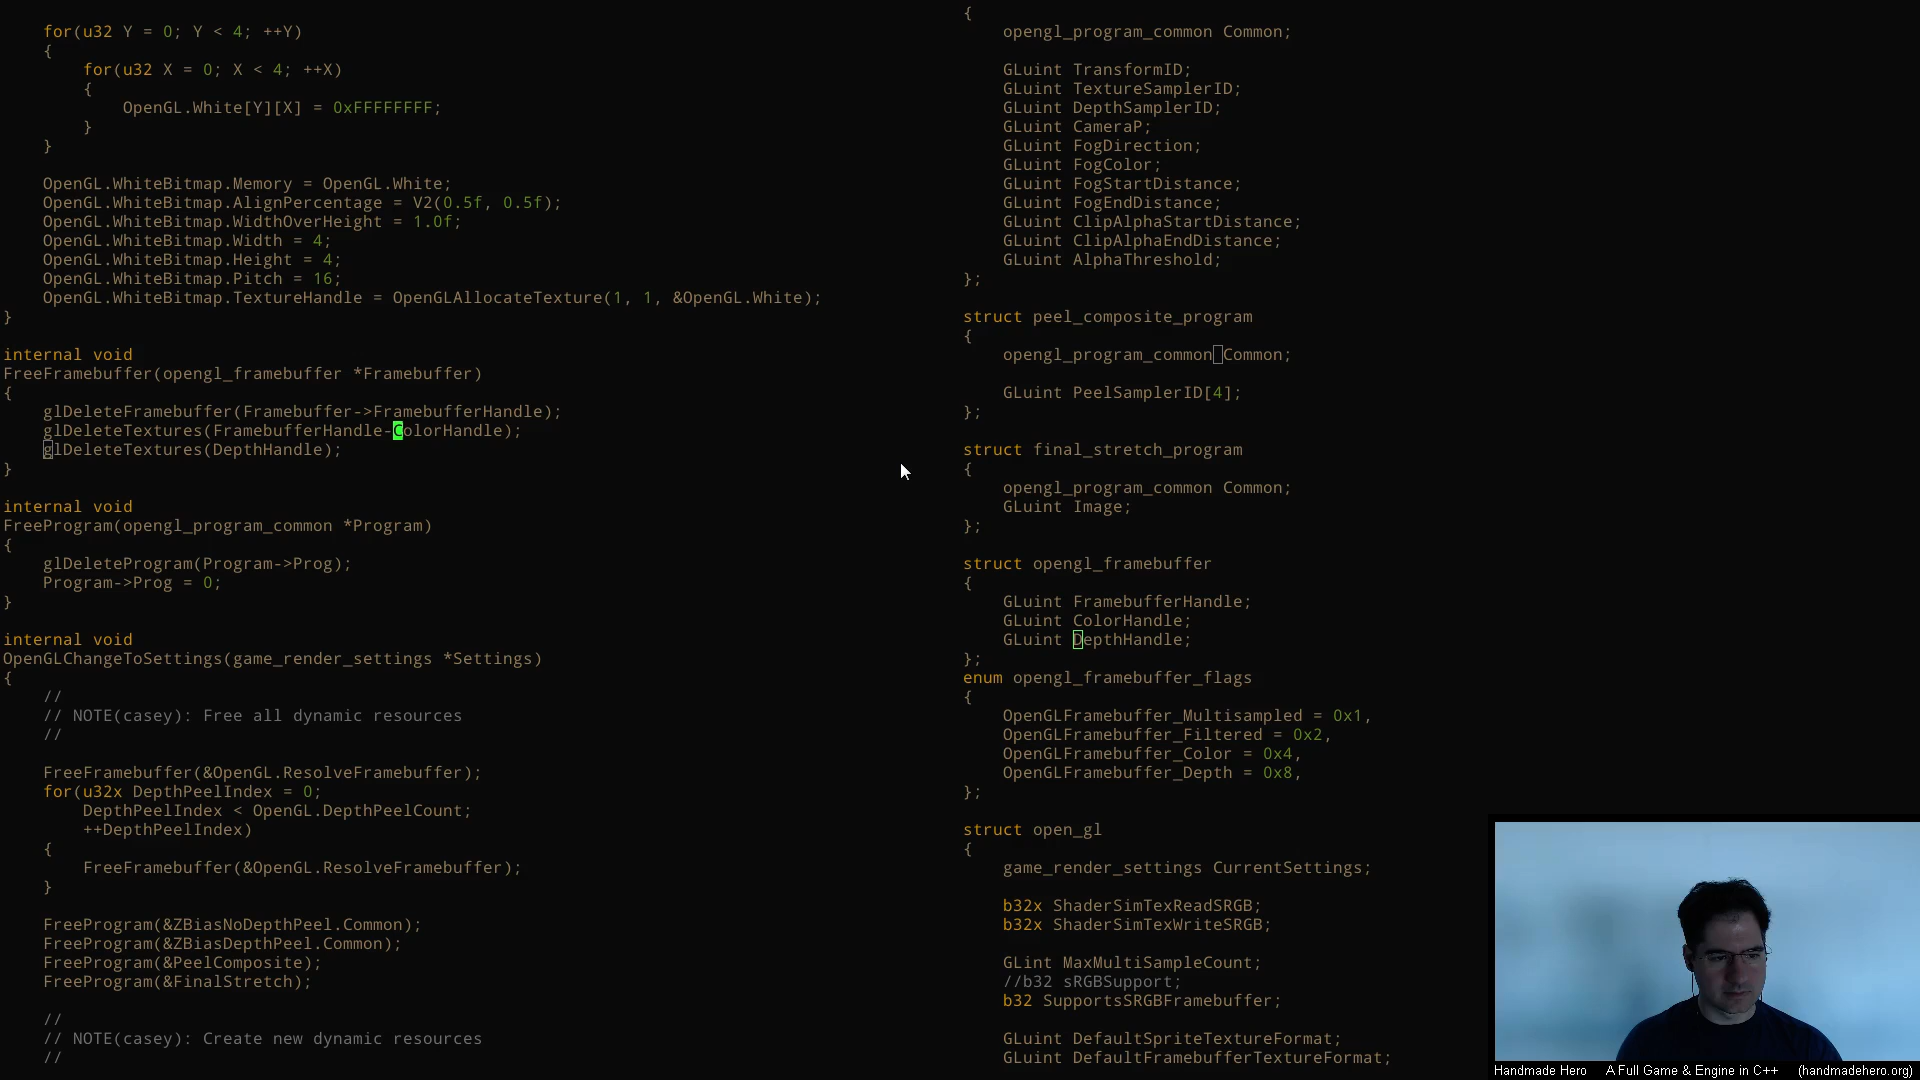 for(u32 Y = 0; Y < 4; ++Y)
{
for(u32 X = 0; X < 4; ++X)
{
OpenGL.White[Y][X] = 0xFFFFFFFF;
}
}
OpenGL.WhiteBitmap.Memory = OpenGL.White;
OpenGL.WhiteBitmap.AlignPercentage = V2(0.5f, 0.5f);
OpenGL.WhiteBitmap.WidthOverHeight = 1.0f;
OpenGL.WhiteBitmap.Width = 4;
OpenGL.WhiteBitmap.Height = 4;
OpenGL.WhiteBitmap.Pitch = 16;
OpenGL.WhiteBitmap.TextureHandle = OpenGLAllocateTexture(1, 1, &OpenGL.White);
}
internal void
FreeFramebuffer(opengl_framebuffer *Framebuffer)
{
glDeleteFramebuffer(Framebuffer->FramebufferHandle);
glDeleteTextures(FramebufferHandle-ColorHandle);
glDeleteTextures(DepthHandle);
}
internal void
FreeProgram(opengl_program_common *Program)
{
glDeleteProgram(Program->Prog);
Program->Prog = 0;
}
internal void
OpenGLChangeToSettings(game_render_settings *Settings)
{
//
// NOTE(casey): Free all dynamic resources
//
FreeFramebuffer(&OpenGL.ResolveFramebuffer);
for(u32x DepthPeelIndex = 0;
DepthPeelIndex < OpenGL.DepthPeelCount;
++DepthPeelIndex)
{
FreeFramebuffer(&OpenGL.ResolveFramebuffer);
}
FreeProgram(&ZBiasNoDepthPeel.Common);
FreeProgram(&ZBiasDepthPeel.Common);
FreeProgram(&PeelComposite);
FreeProgram(&FinalStretch);
//
// NOTE(casey): Create new dynamic resources
//
{
opengl_program_common Common;
GLuint TransformID;
GLuint TextureSamplerID;
GLuint DepthSamplerID;
GLuint CameraP;
GLuint FogDirection;
GLuint FogColor;
GLuint FogStartDistance;
GLuint FogEndDistance;
GLuint ClipAlphaStartDistance;
GLuint ClipAlphaEndDistance;
GLuint AlphaThreshold;
};
struct peel_composite_program
{
opengl_program_common Common;
GLuint PeelSamplerID[4];
};
struct final_stretch_program
{
opengl_program_common Common;
GLuint Image;
};
struct opengl_framebuffer
{
GLuint FramebufferHandle;
GLuint ColorHandle;
GLuint DepthHandle;
};
enum opengl_framebuffer_flags
{
OpenGLFramebuffer_Multisampled = 0x1,
OpenGLFramebuffer_Filtered = 0x2,
OpenGLFramebuffer_Color = 0x4,
OpenGLFramebuffer_Depth = 0x8,
};
struct open_gl
{
game_render_settings CurrentSettings;
b32x ShaderSimTexReadSRGB;
b32x ShaderSimTexWriteSRGB;
GLint MaxMultiSampleCount;
//b32 sRGBSupport;
b32 SupportsSRGBFramebuffer;
GLuint DefaultSpriteTextureFormat;
GLuint DefaultFramebufferTextureFormat;
Handmade Hero A Full Game & Engine in C++ (handmadehero.org)